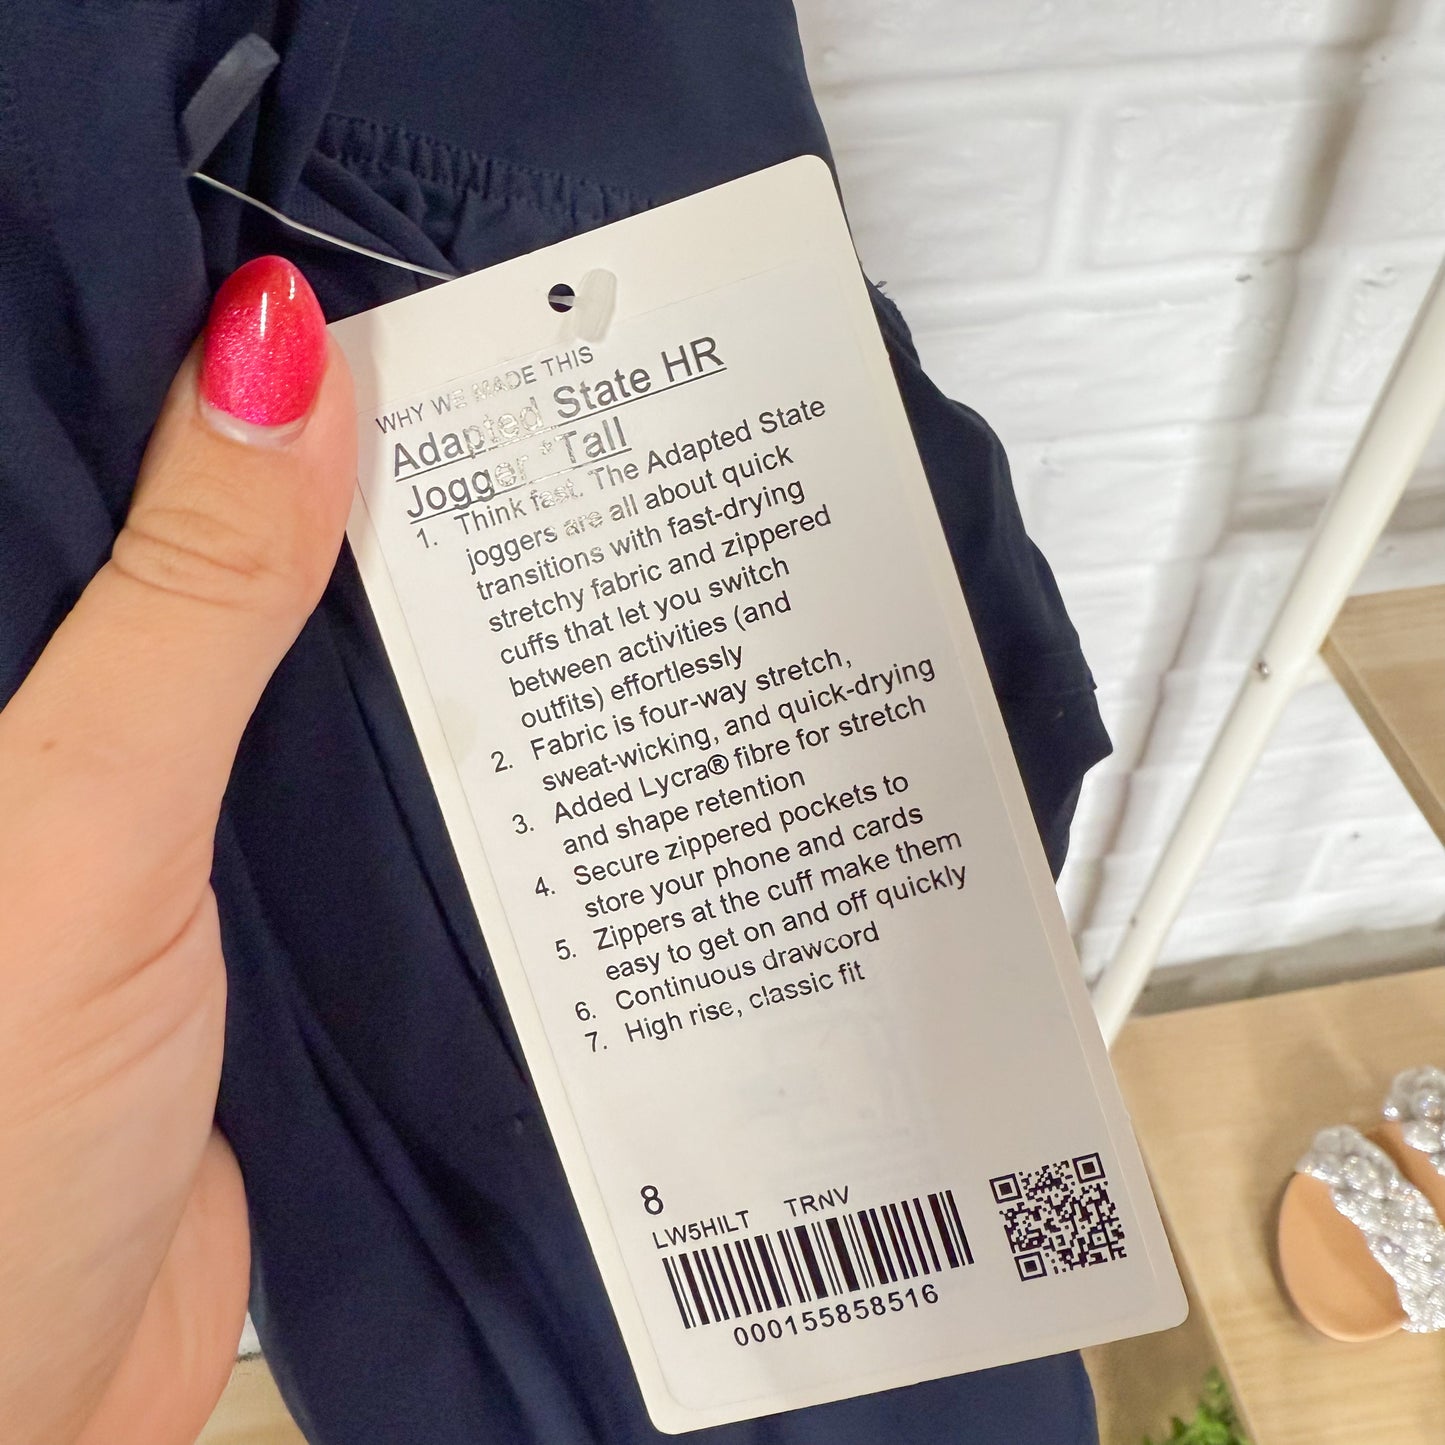 WHY WE MADE THIS
Adapted State HR
Jogger *Tall
1. Think fast. The Adapted State
joggers are all about quick
transitions with fast-drying
stretchy fabric and zippered
cuffs that let you switch
between activities (and
outfits) effortlessly
2. Fabric is four-way stretch,
sweat-wicking, and quick-drying
3. Added Lycra® fibre for stretch
and shape retention
4. Secure zippered pockets to
store your phone and cards
5. Zippers at the cuff make them
easy to get on and off quickly
6. Continuous drawcord
7. High rise, classic fit
8
LW5HILT TRNV
000155858516